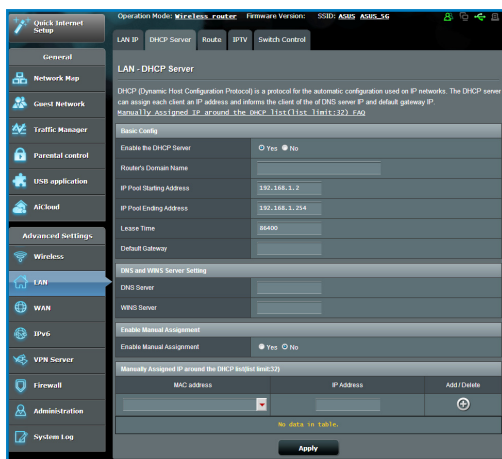 Quick Internet Setup
Operation Mode: Wireless router Firmware Version: SSID: ASUS ASUS_5G
LAN IP DHCP Server Route IPTV Switch Control
General
Network Map
Guest Network
Traffic Manager
Parental control
USB application
AiCloud
Advanced Settings
Wireless
LAN
WAN
IPv6
VPN Server
Firewall
Administration
System Log
LAN - DHCP Server
DHCP (Dynamic Host Configuration Protocol) is a protocol for the automatic configuration used on IP networks. The DHCP server
can assign each client an IP address and informs the client of the of DNS server IP and default gateway IP.
Manually Assigned IP around the DHCP list(list limit:32) FAQ
Basic Config
Enable the DHCP Server Yes No
Router's Domain Name
IP Pool Starting Address 192.168.1.2
IP Pool Ending Address 192.168.1.254
Lease Time 86400
Default Gateway
DNS and WINS Server Setting
DNS Server
WINS Server
Enable Manual Assignment
Enable Manual Assignment Yes No
Manually Assigned IP around the DHCP list(list limit:32)
MAC address IP Address Add / Delete
No data in table.
Apply